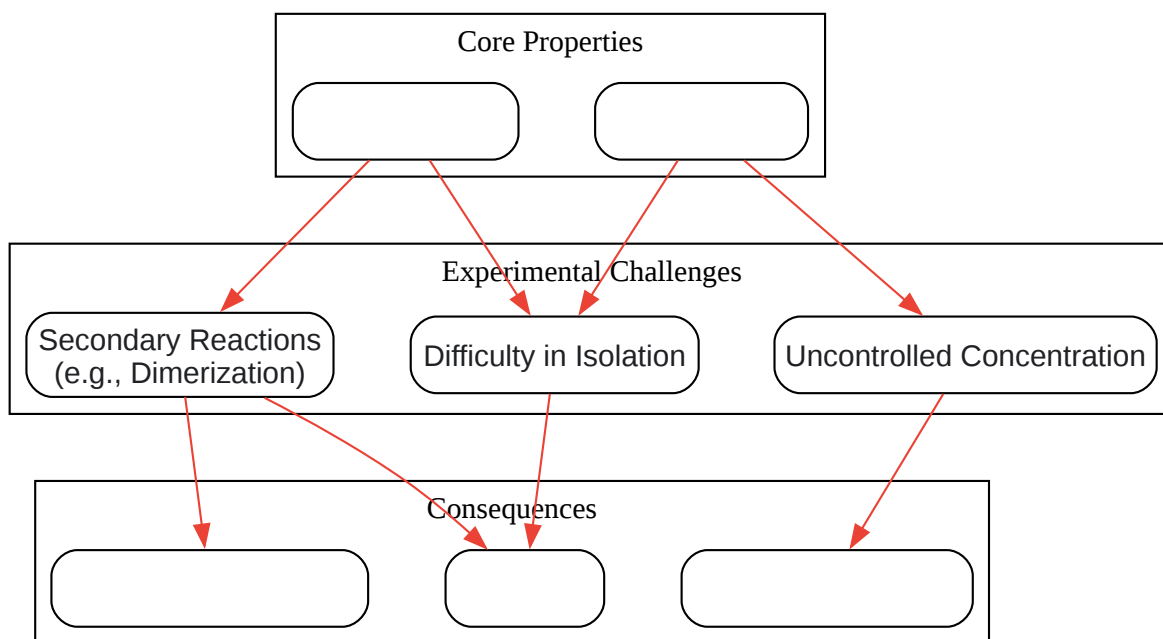 Core Properties
Experimental Challenges
Secondary Reactions
(e.g., Dimerization)
Difficulty in Isolation
Uncontrolled Concentration
Consequences